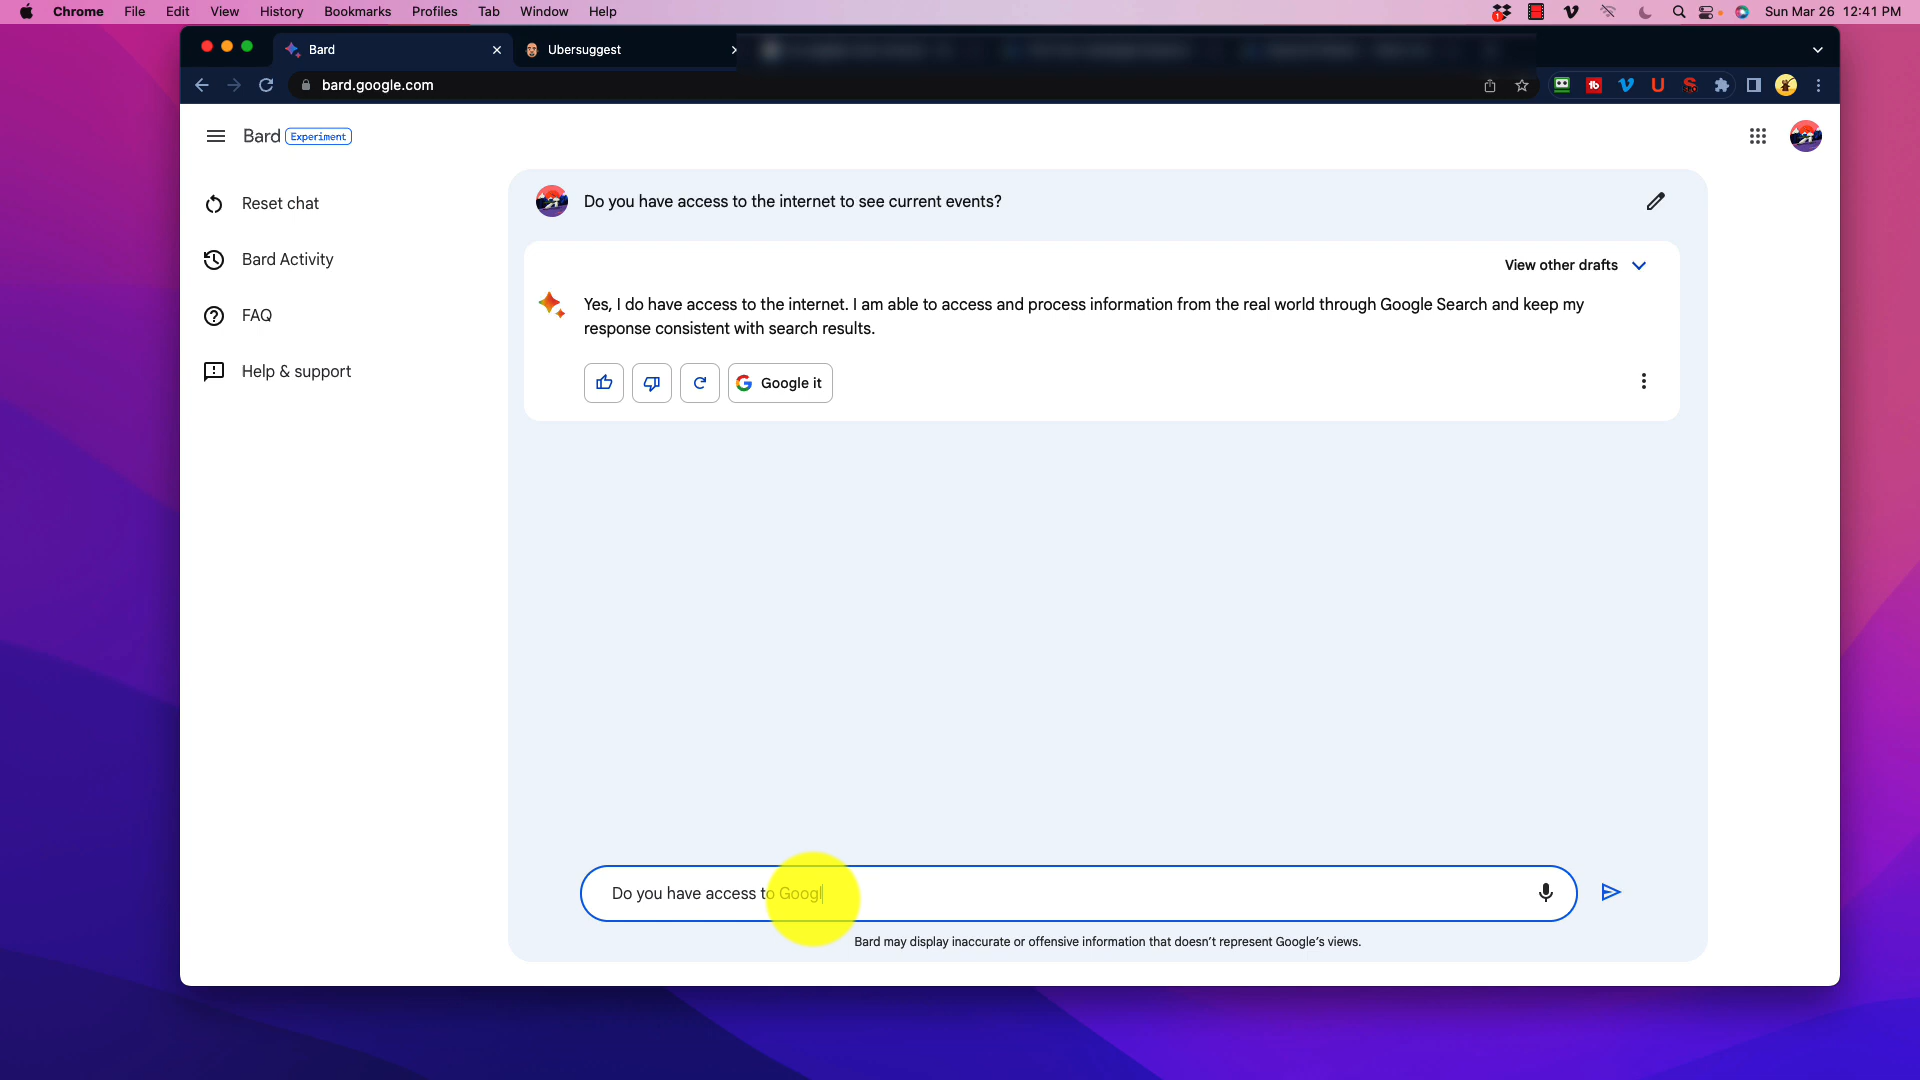 Chrome File Edit View History Bookmarks Profiles Tab Window Help Sun Mar 26 12:41 PM
Bard Ubersuggest
bard.google.com
Bard Experiment
Reset chat
Bard Activity
FAQ
Help & support
Do you have access to the internet to see current events?
View other drafts
Yes, I do have access to the internet. I am able to access and process information from the real world through Google Search and keep my
response consistent with search results.
Google it
Do you have access to Googl
Bard may display inaccurate or offensive information that doesn't represent Google's views.